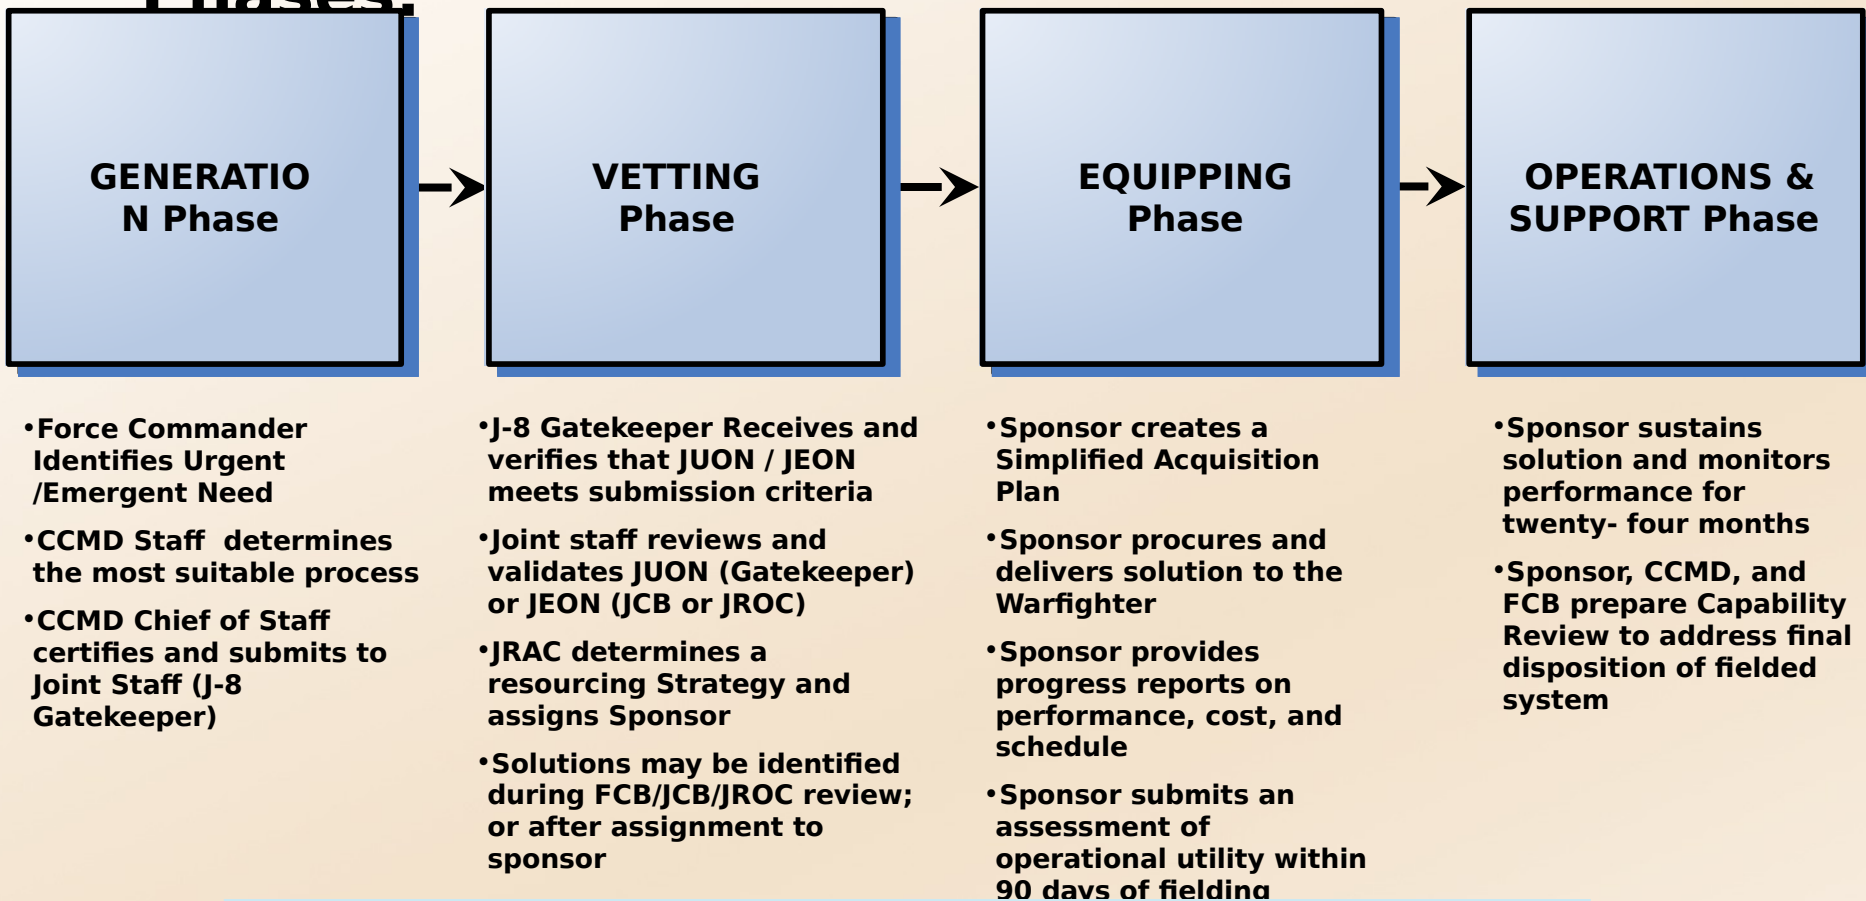 Phases:
GENERATIO
N Phase
VETTING
Phase
EQUIPPING
Phase
OPERATIONS &
SUPPORT Phase
•Force Commander
Identifies Urgent
/Emergent Need
•CCMD Staff  determines
the most suitable process
•CCMD Chief of Staff
certifies and submits to
Joint Staff (J-8
Gatekeeper)
•J-8 Gatekeeper Receives and
verifies that JUON / JEON
meets submission criteria
•Joint staff reviews and
validates JUON (Gatekeeper)
or JEON (JCB or JROC)
•JRAC determines a
resourcing Strategy and
assigns Sponsor
•Solutions may be identified
during FCB/JCB/JROC review;
or after assignment to
sponsor
•Sponsor creates a
Simplified Acquisition
Plan
•Sponsor procures and
delivers solution to the
Warfighter
•Sponsor provides
progress reports on
performance, cost, and
schedule
•Sponsor submits an
assessment of
operational utility within
90 days of fielding
•Sponsor sustains
solution and monitors
performance for
twenty- four months
•Sponsor, CCMD, and
FCB prepare Capability
Review to address final
disposition of fielded
system